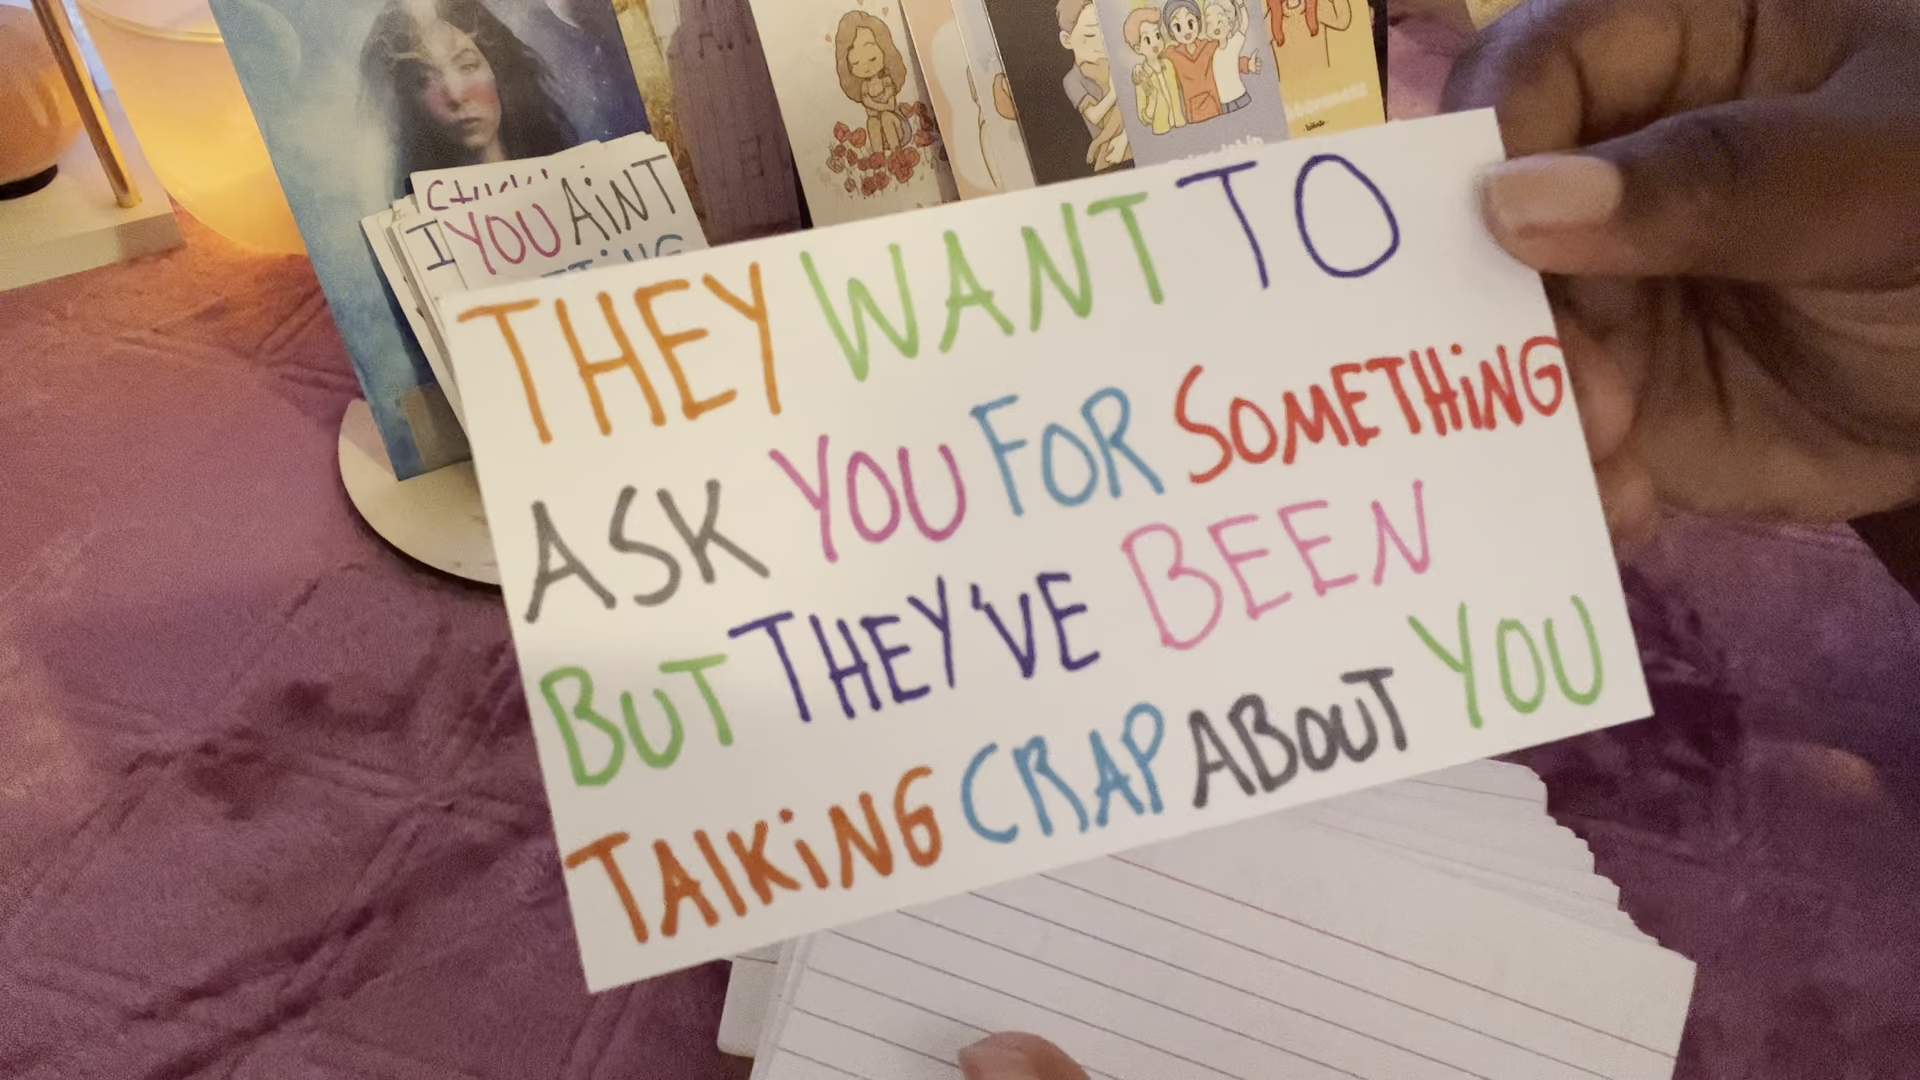 YOU AiNT
THEY WANT TO
ASK YOU FOR SOMETHiNG
BUT THEY'VE BEEN
TALKiNG CRAP ABOUT YOU